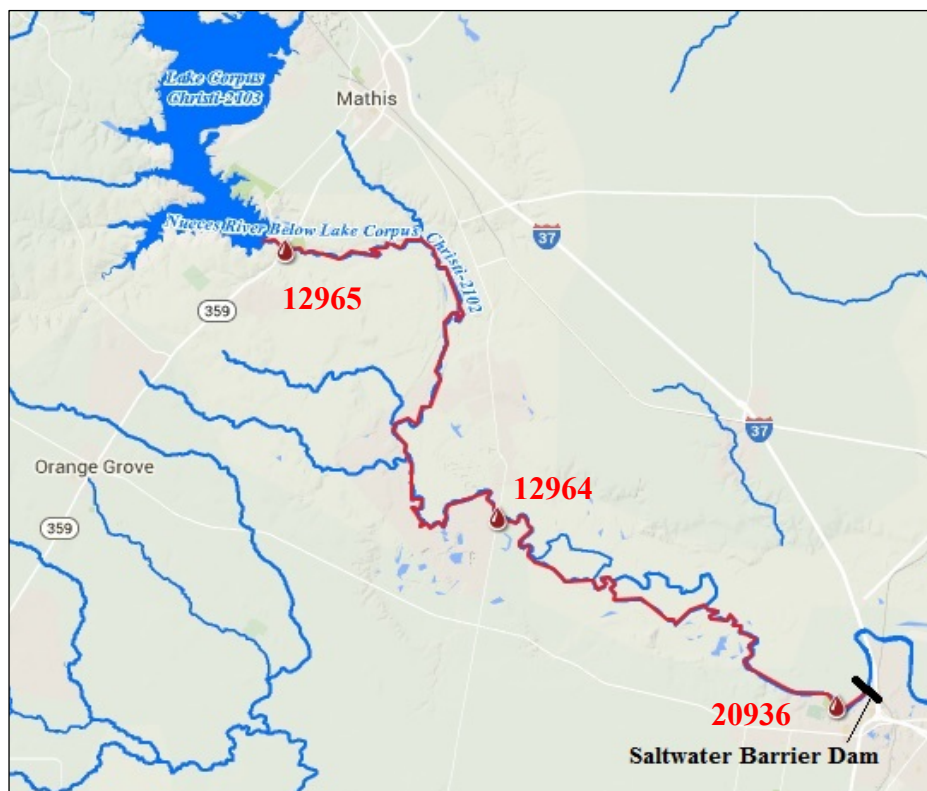 Lake Corpus
Christi-2103
Mathis
Nueces River Below Lake Corpus Christi-2102
37
12965
359
37
Orange Grove
12964
359
20936
Saltwater Barrier Dam